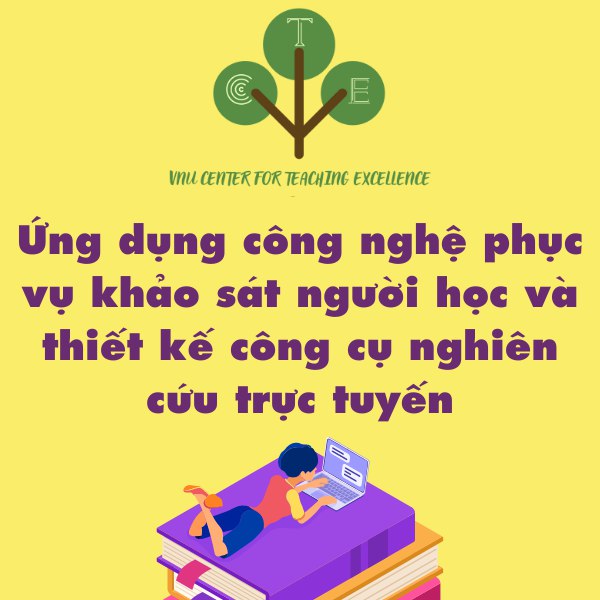 T
C E
VNU CENTER FOR TEACHING EXCELLENCE
Ứng dụng công nghệ phục
vụ khảo sát người học và
thiết kế công cụ nghiên
cứu trực tuyến